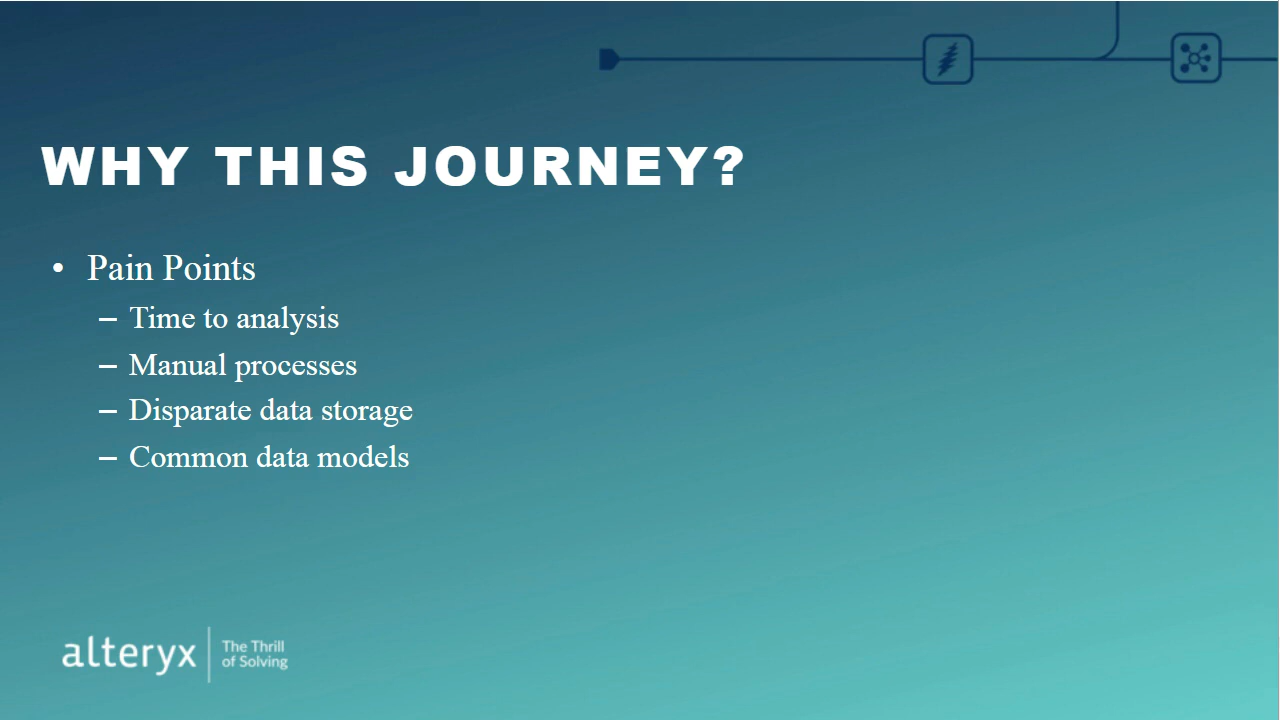 WHY THIS JOURNEY?
• Pain Points
– Time to analysis
– Manual processes
– Disparate data storage
– Common data models
alteryx
The Thrill
of Solving